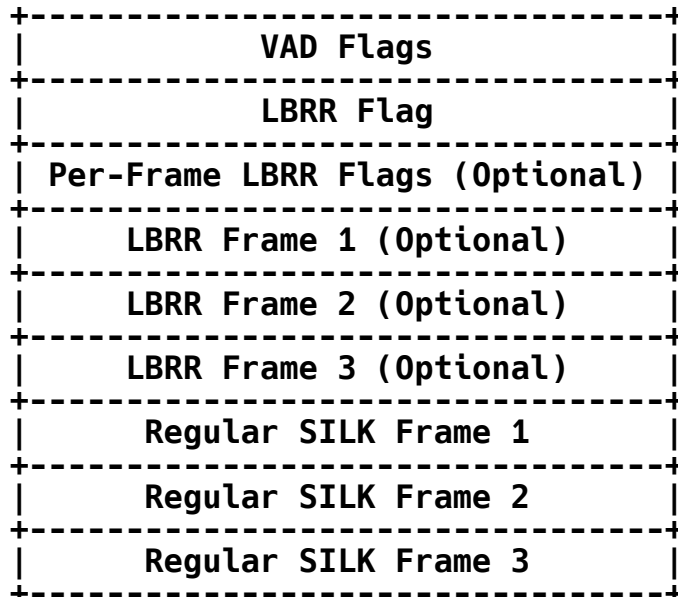 +----------------------------------+
|            VAD Flags             |
+----------------------------------+
|            LBRR Flag             |
+----------------------------------+
| Per-Frame LBRR Flags (Optional)  |
+----------------------------------+
|     LBRR Frame 1 (Optional)      |
+----------------------------------+
|     LBRR Frame 2 (Optional)      |
+----------------------------------+
|     LBRR Frame 3 (Optional)      |
+----------------------------------+
|      Regular SILK Frame 1        |
+----------------------------------+
|      Regular SILK Frame 2        |
+----------------------------------+
|      Regular SILK Frame 3        |
+----------------------------------+